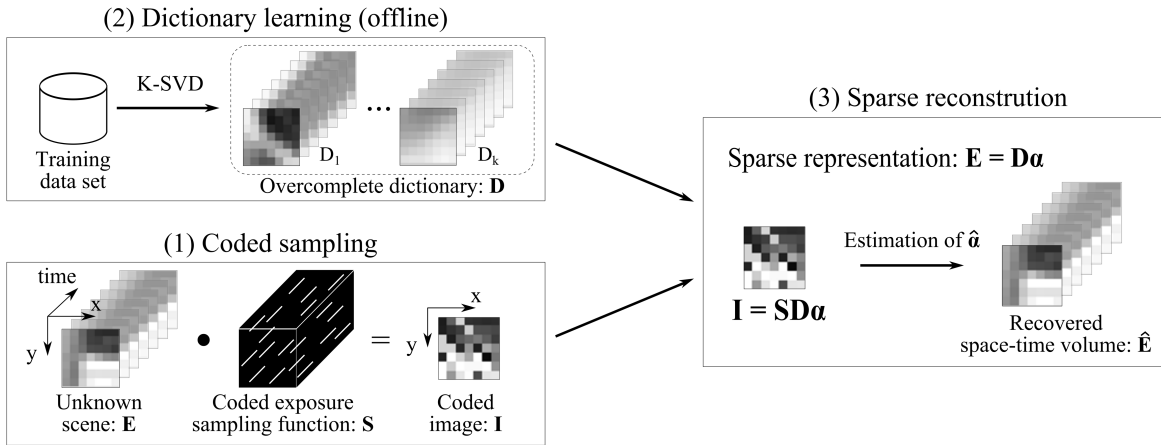 (2) Dictionary learning (offline)
K-SVD
...
Training
data set
D1
Dk
Overcomplete dictionary: D
(1) Coded sampling
time
x
y
x
y
=
Unknown
scene: E
Coded exposure
sampling function: S
Coded
image: I
(3) Sparse reconstrution
Sparse representation: E = Dα
Estimation of α̂
I = SDα
Recovered
space-time volume: Ê